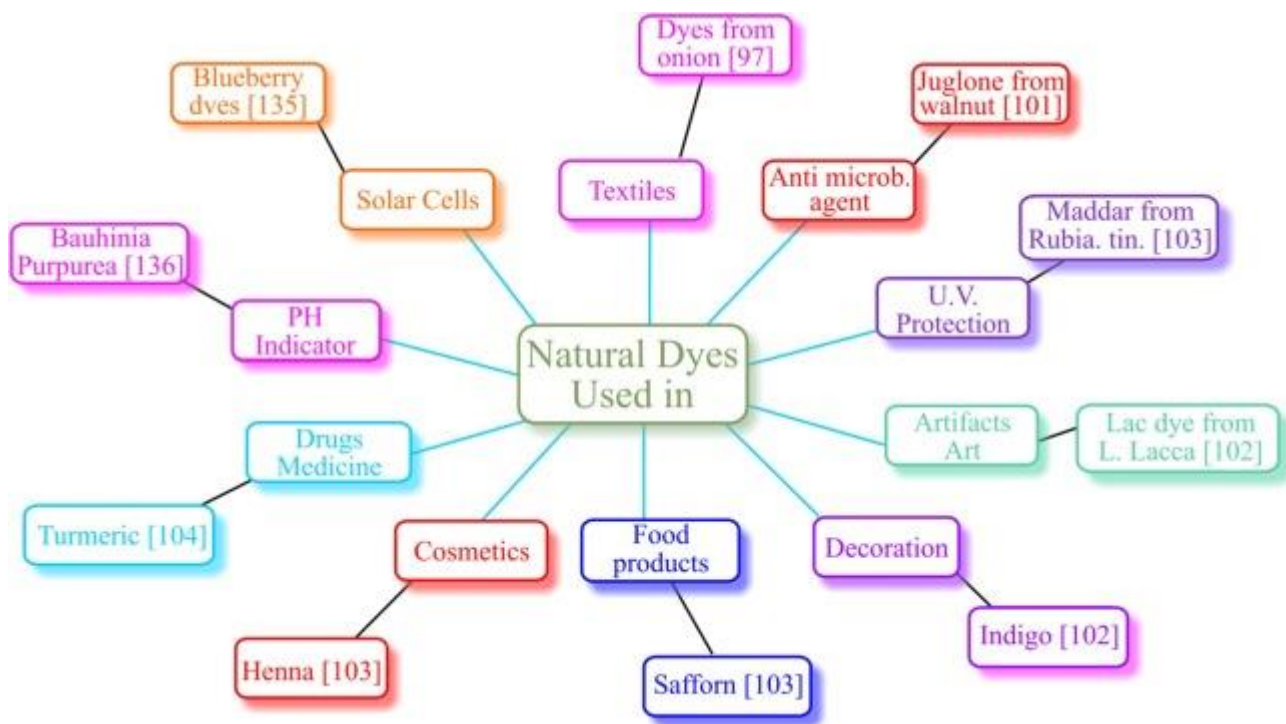 Dyes from
onion [97]
Blueberry
dves [135]
Juglone from
walnut [101]
Solar Cells
Textiles
Anti microb.
agent
Maddar from
Rubia. tin. [103]
Bauhinia
Purpurea [136]
PH
Indicator
U.V.
Protection
Natural Dyes
Used in
Drugs
Medicine
Artifacts
Art
Lac dye from
L. Lacca [102]
Turmeric [104]
Cosmetics
Food
products
Decoration
Henna [103]
Safforn [103]
Indigo [102]